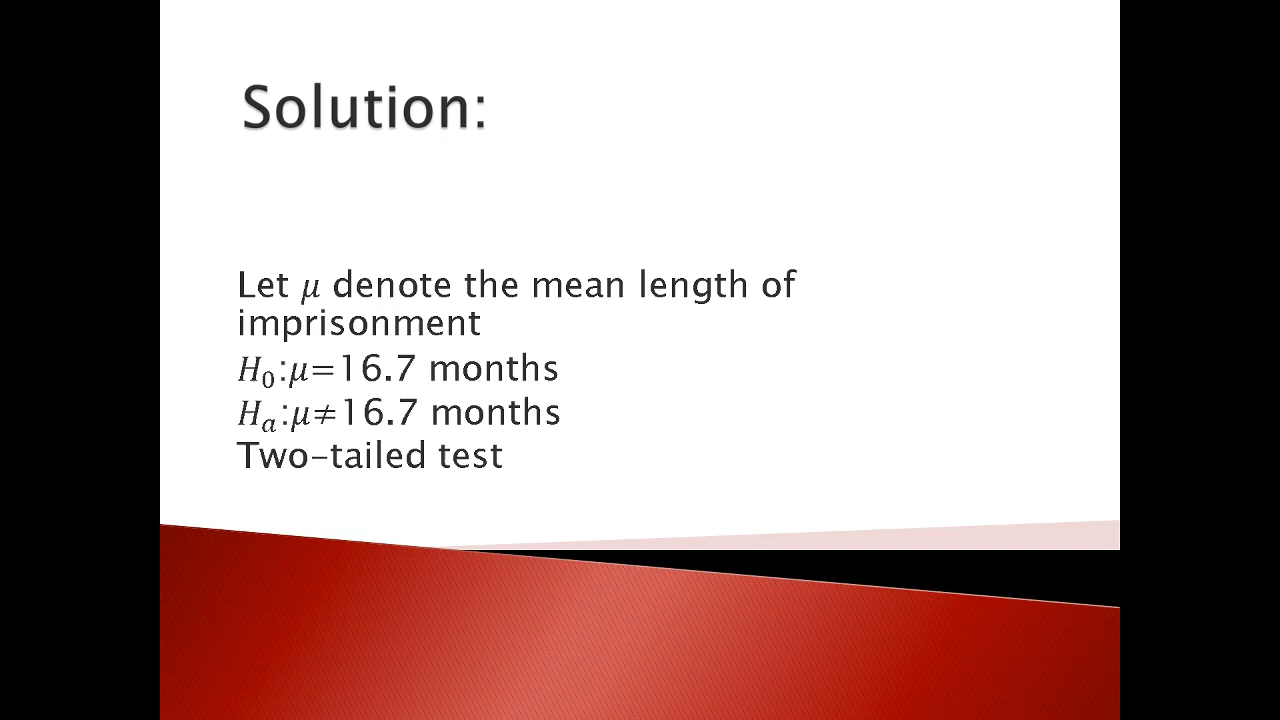 Solution:
Let 𝜇 denote the mean length of
imprisonment
𝐻₀:𝜇=16.7 months
𝐻ₐ:𝜇≠16.7 months
Two-tailed test